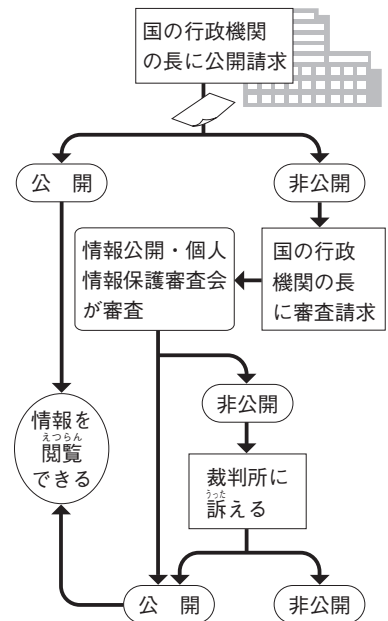 国の行政機関
の長に公開請求
公　開
非公開
情報公開・個人
情報保護審査会
が審査
国の行政
機関の長
に審査請求
非公開
情報を
えつらん
閲覧
できる
裁判所に
うった
訴える
公　開
非公開